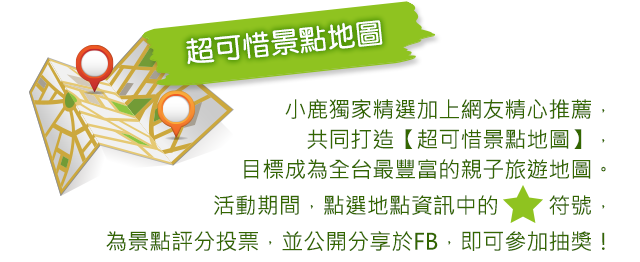 超可惜景點地圖
小鹿獨家精選加上網友精心推薦，
共同打造【超可惜景點地圖】，
目標成為全台最豐富的親子旅遊地圖。
活動期間，點選地點資訊中的★符號，
為景點評分投票，並公開分享於FB，即可參加抽獎！